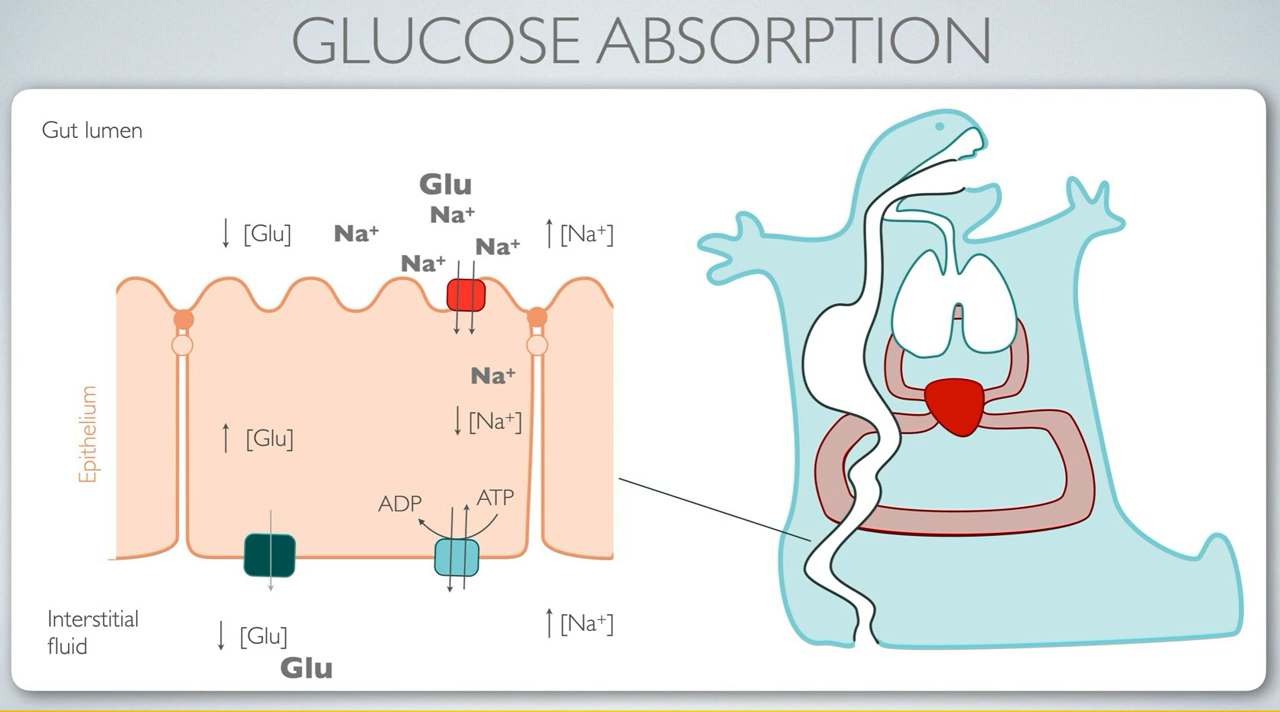 GLUCOSE ABSORPTION
Gut lumen
Glu
Na⁺
↓ [Glu]
Na⁺
Na⁺
↑ [Na⁺]
Na⁺
Na⁺
Epithelium
↑ [Glu]
↓ [Na⁺]
ADP
ATP
Interstitial
fluid
↓ [Glu]
↑ [Na⁺]
Glu